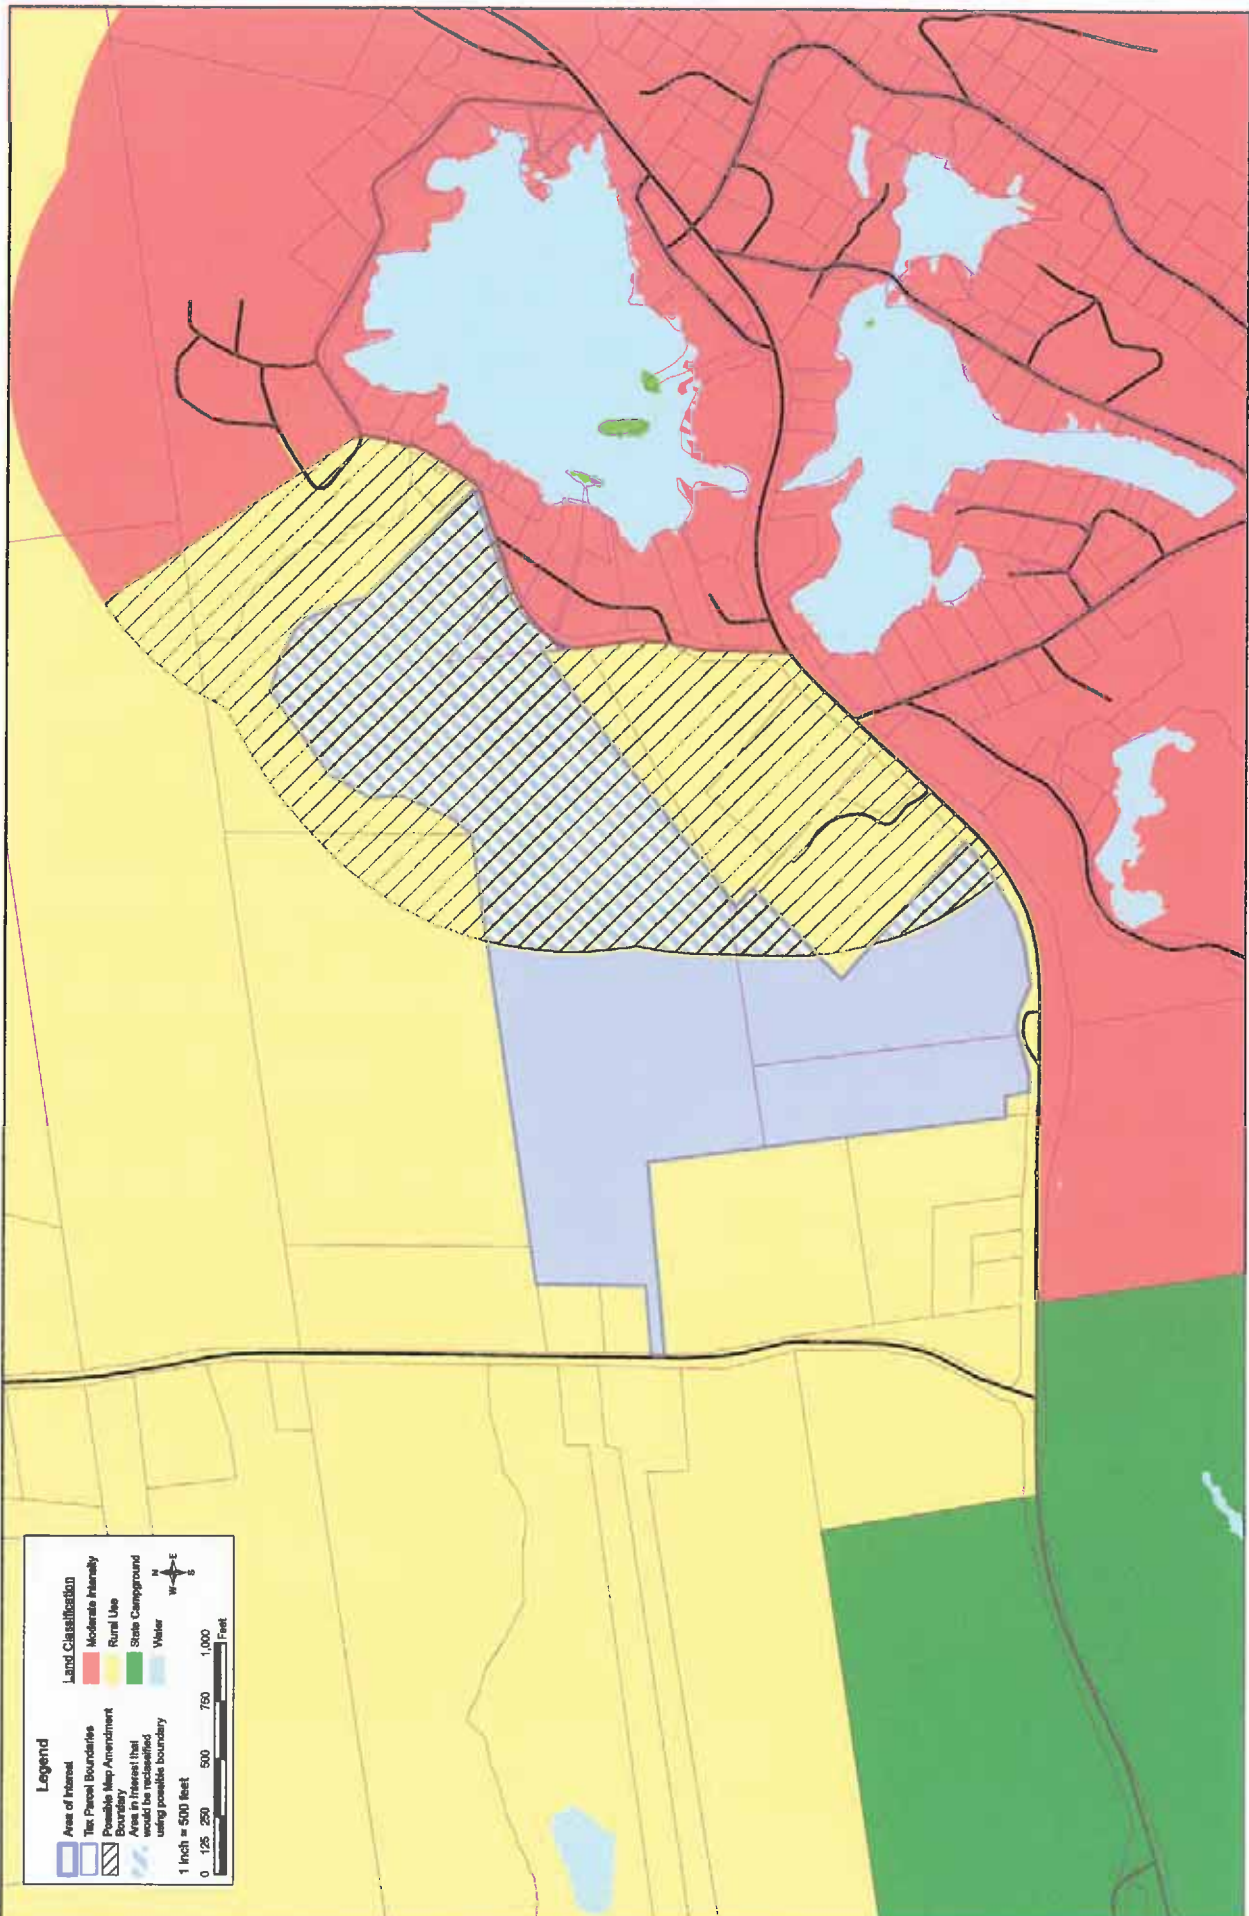 Legend
Area of Interest
Tax Parcel Boundaries
Possible Map Amendment
Boundary
Area in Interest that
would be reclassified
using possible boundary
Land Classification
Moderate Intensity
Rural Use
State Campground
Water
N
W
E
S
1 inch = 500 feet
0 125 250 500 750 1,000
Feet